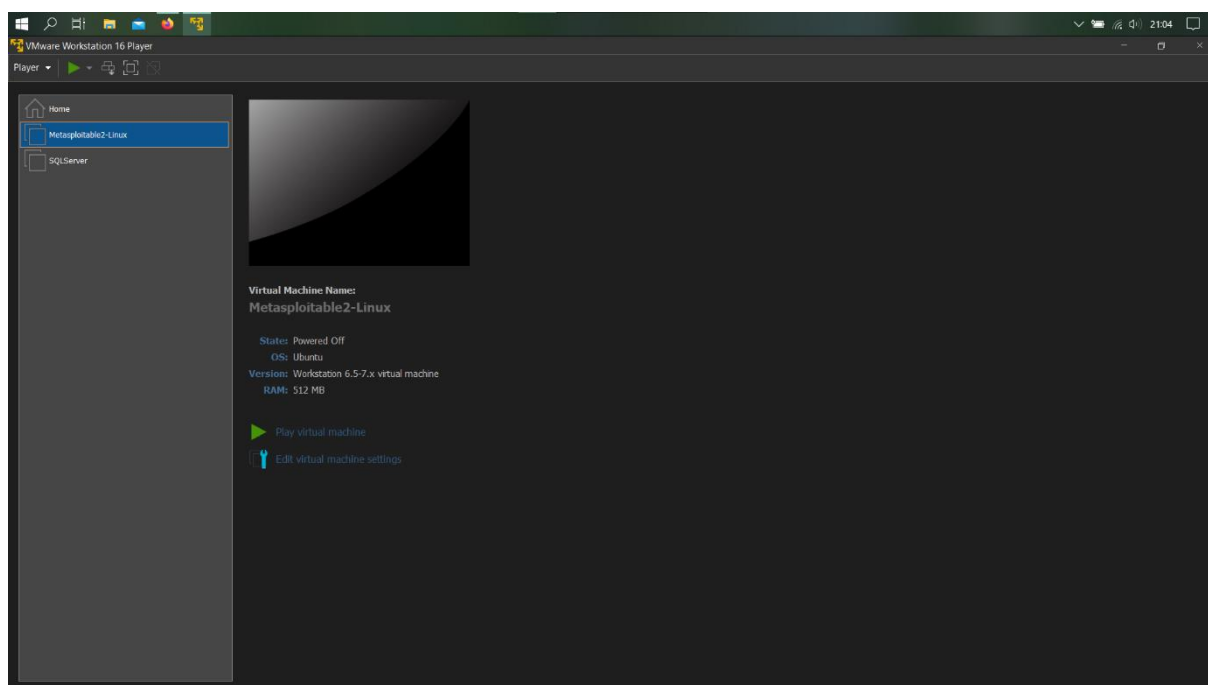 21:04
VMware Workstation 16 Player
Player
Home
Metasploitable2-Linux
SQLServer
Virtual Machine Name:
Metasploitable2-Linux
State: Powered Off
OS: Ubuntu
Version: Workstation 6.5-7.x virtual machine
RAM: 512 MB
Play virtual machine
Edit virtual machine settings